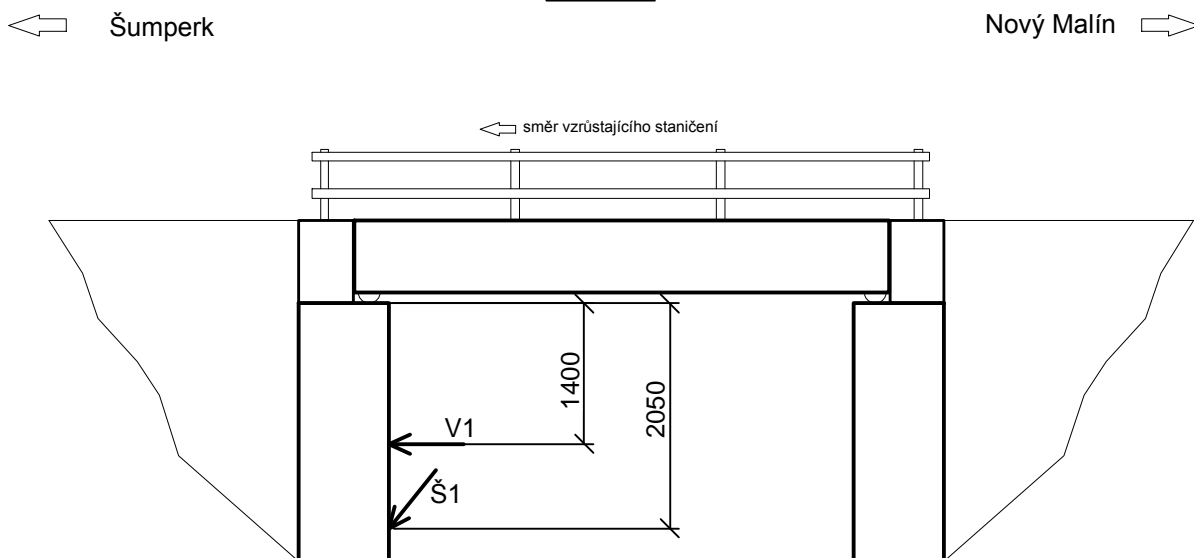 Šumperk
Nový Malín
směr vzrůstajícího staničení
1400
2050
V1
Š1